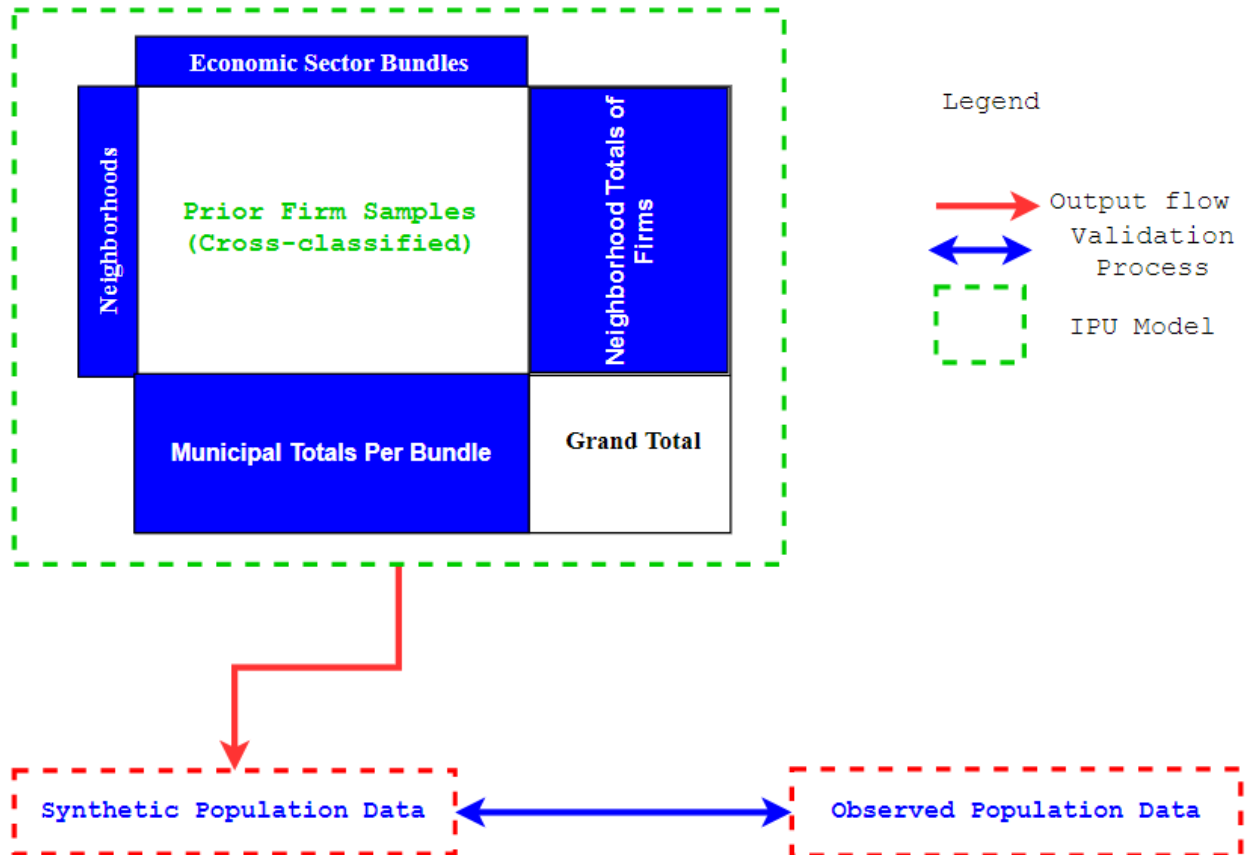 Economic Sector Bundles
Legend
Neighborhoods
Prior Firm Samples
(Cross-classified)
Neighborhood Totals of
Firms
Output flow
Validation
Process
IPU Model
Municipal Totals Per Bundle
Grand Total
Synthetic Population Data
Observed Population Data